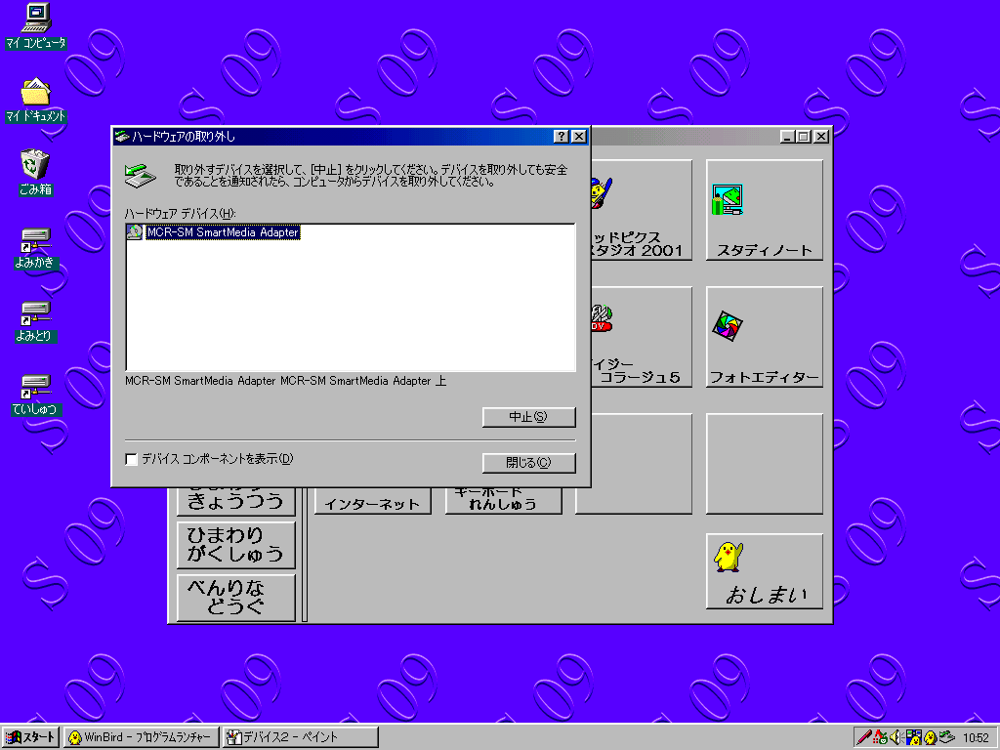 マイ コンピュータ
マイ ドキュメント
ごみ箱
よみかき
よみとり
ていしゅつ
ハードウェアの取り外し
取り外すデバイスを選択して、[中止] をクリックしてください。デバイスを取り外しても安全
であることを通知されたら、コンピュータからデバイスを取り外してください。
ハードウェア デバイス(H):
MCR-SM SmartMedia Adapter
MCR-SM SmartMedia Adapter MCR-SM SmartMedia Adapter 上
中止(S)
デバイス コンポーネントを表示(D)
閉じる(C)
ッドピクス
スタジオ 2001
スタディノート
イジー
コラージュ5
フォトエディター
きょうつう
インターネット
キーボード
れんしゅう
ひまわり
がくしゅう
べんりな
どうぐ
おしまい
SO9
スタート
WinBird - プログラムランチャー
デバイス2 - ペイント
10:52